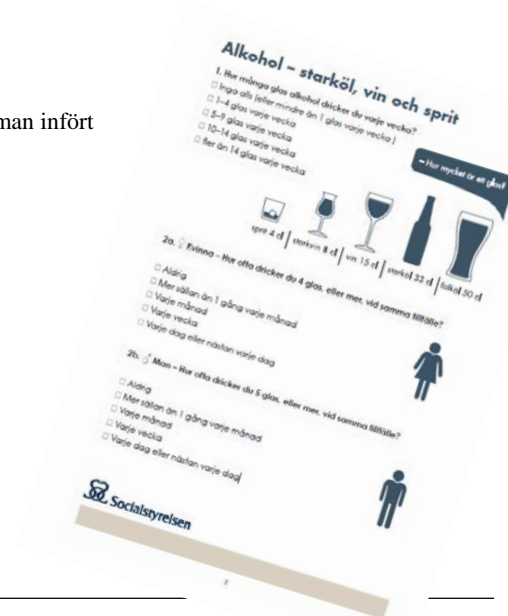 man infört
Alkohol – starköl, vin och sprit
1. Hur många glas alkohol dricker du varje vecka?
Inga alls (eller mindre än 1 glas varje vecka )
1–4 glas varje vecka
5–9 glas varje vecka
10–14 glas varje vecka
fler än 14 glas varje vecka
– Hur mycket är ett glas?
sprit 4 cl | starkvin 8 cl | vin 15 cl | starköl 33 cl | folköl 50 cl
2a. ♀ Kvinna – Hur ofta dricker du 4 glas, eller mer, vid samma tillfälle?
Aldrig
Mer sällan än 1 gång varje månad
Varje månad
Varje vecka
Varje dag eller nästan varje dag
2b. ♂ Man – Hur ofta dricker du 5 glas, eller mer, vid samma tillfälle?
Aldrig
Mer sällan än 1 gång varje månad
Varje månad
Varje vecka
Varje dag eller nästan varje dag
Socialstyrelsen